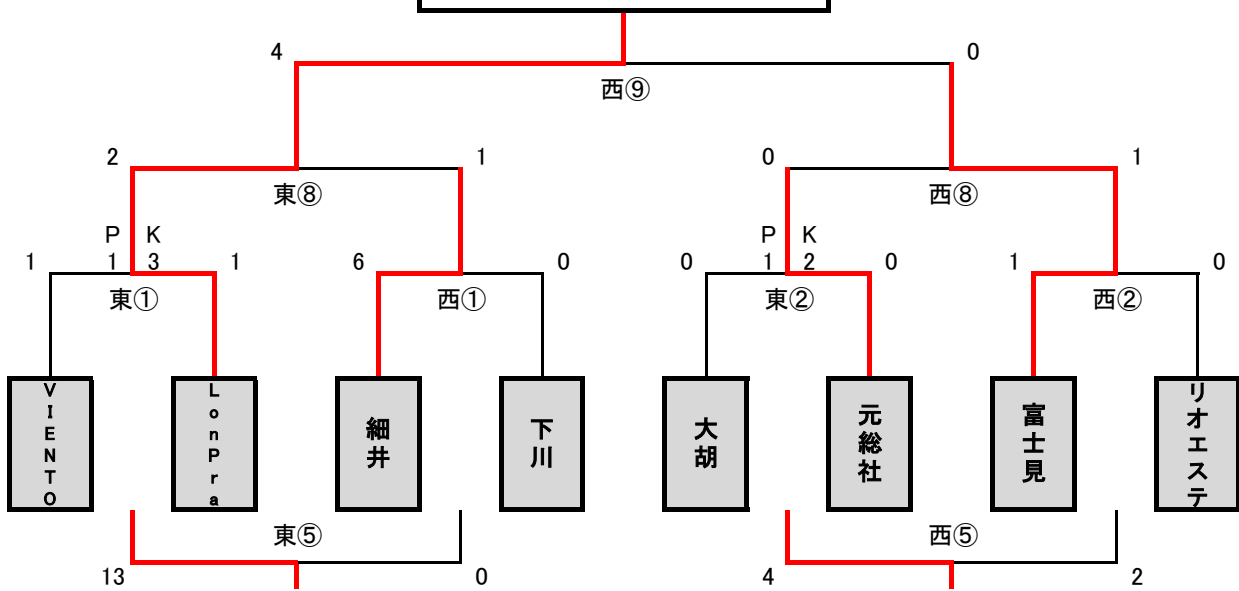 4 0
西⑨
2 1 0 1
東⑧ 西⑧
P K P K
1 1 3 1 6 0 0 1 2 0 1 0
東① 西① 東② 西②
VIENTO
LonPra
細井
下川
大胡
元総社
富士見
リオエステ
東⑤ 西⑤
13 0 4 2